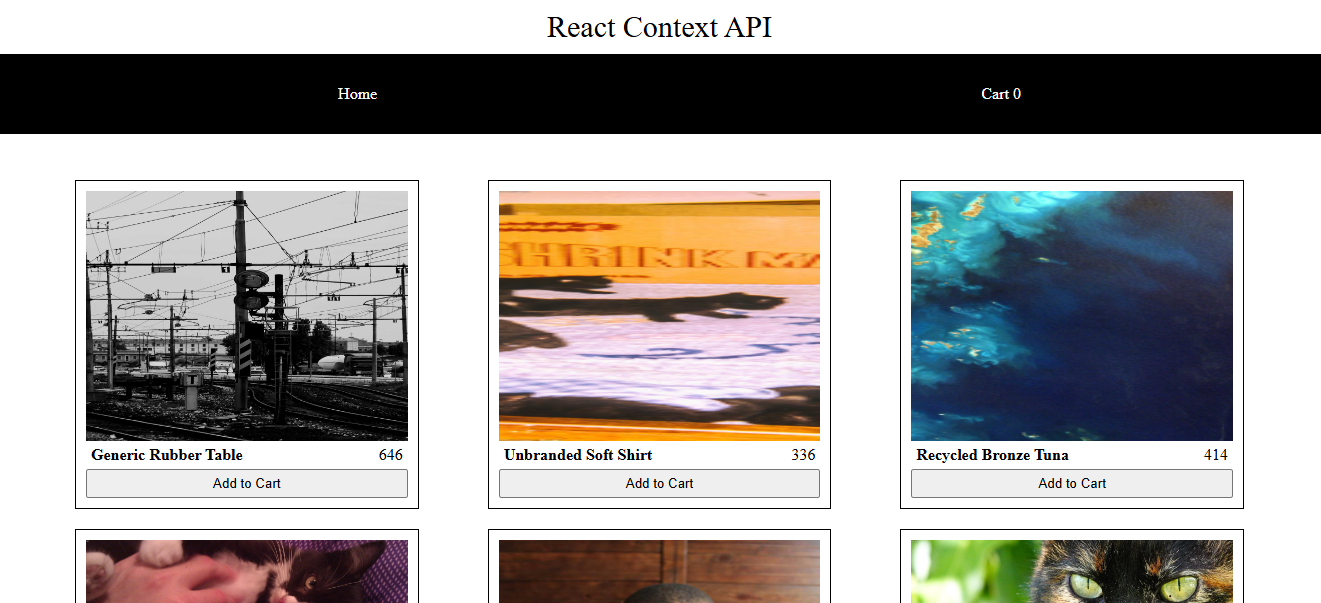 React Context API
Home Cart 0
SHRINK
Generic Rubber Table 646
Add to Cart
Unbranded Soft Shirt 336
Add to Cart
Recycled Bronze Tuna 414
Add to Cart